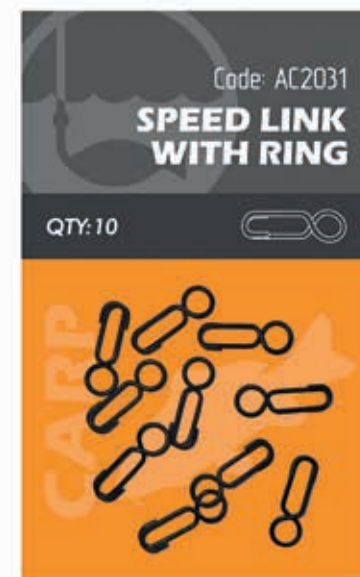 Code: AC2031
SPEED LINK
WITH RING
QTY:10
CARP